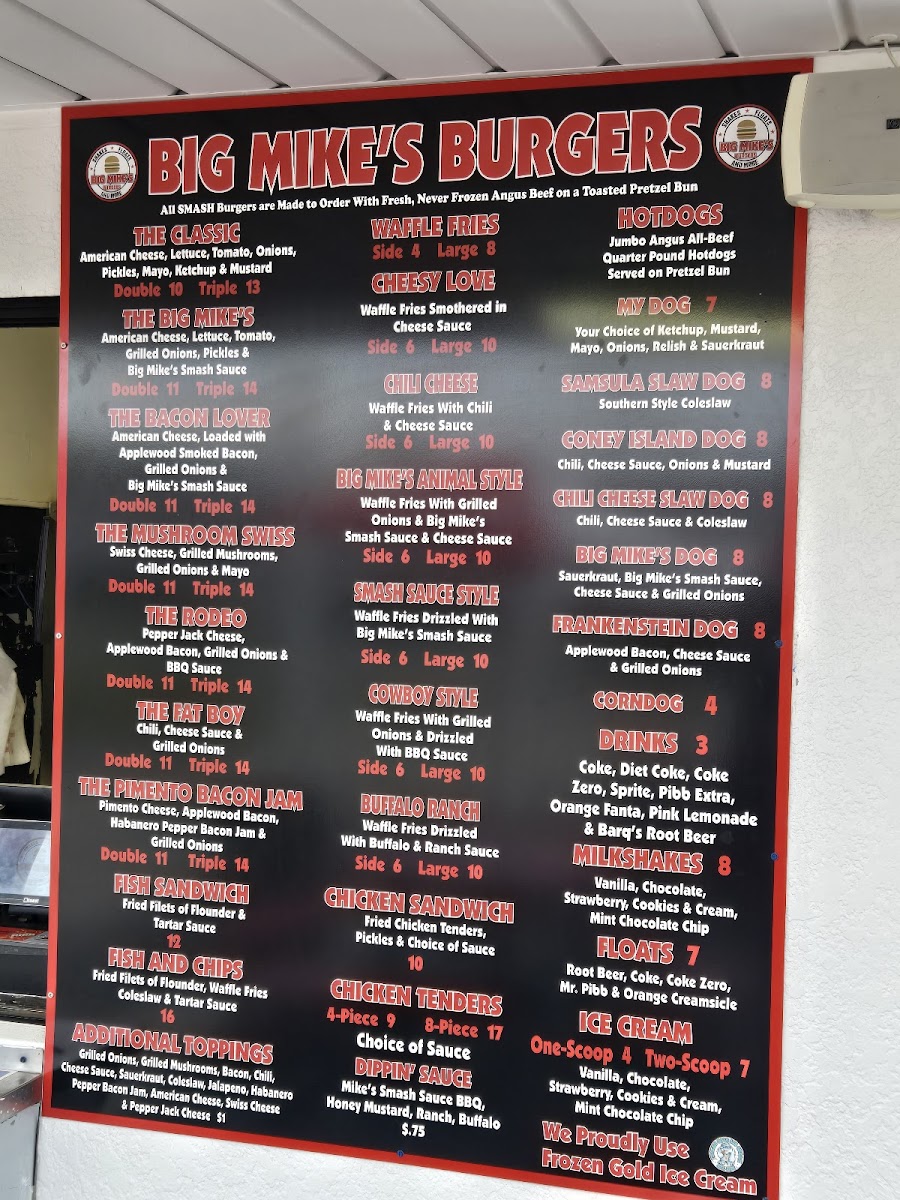 BIG MIKE'S BURGERS
SHAKES ★ FLOATS
BIG MIKE'S
BURGERS
AND MORE
SHAKES ★ FLOATS
BIG MIKE'S
BURGERS
AND MORE
All SMASH Burgers are Made to Order With Fresh, Never Frozen Angus Beef on a Toasted Pretzel Bun
THE CLASSIC
American Cheese, Lettuce, Tomato, Onions,
Pickles, Mayo, Ketchup & Mustard
Double 10 Triple 13
THE BIG MIKE'S
American Cheese, Lettuce, Tomato,
Grilled Onions, Pickles &
Big Mike's Smash Sauce
Double 11 Triple 14
THE BACON LOVER
American Cheese, Loaded with
Applewood Smoked Bacon,
Grilled Onions &
Big Mike's Smash Sauce
Double 11 Triple 14
THE MUSHROOM SWISS
Swiss Cheese, Grilled Mushrooms,
Grilled Onions & Mayo
Double 11 Triple 14
THE RODEO
Pepper Jack Cheese,
Applewood Bacon, Grilled Onions &
BBQ Sauce
Double 11 Triple 14
THE FAT BOY
Chili, Cheese Sauce &
Grilled Onions
Double 11 Triple 14
THE PIMENTO BACON JAM
Pimento Cheese, Applewood Bacon,
Habanero Pepper Bacon Jam &
Grilled Onions
Double 11 Triple 14
FISH SANDWICH
Fried Filets of Flounder &
Tartar Sauce
12
FISH AND CHIPS
Fried Filets of Flounder, Waffle Fries
Coleslaw & Tartar Sauce
16
ADDITIONAL TOPPINGS
Grilled Onions, Grilled Mushrooms, Bacon, Chili,
Cheese Sauce, Sauerkraut, Coleslaw, Jalapeno, Habanero
Pepper Bacon Jam, American Cheese, Swiss Cheese
& Pepper Jack Cheese $1
WAFFLE FRIES
Side 4 Large 8
CHEESY LOVE
Waffle Fries Smothered in
Cheese Sauce
Side 6 Large 10
CHILI CHEESE
Waffle Fries With Chili
& Cheese Sauce
Side 6 Large 10
BIG MIKE'S ANIMAL STYLE
Waffle Fries With Grilled
Onions & Big Mike's
Smash Sauce & Cheese Sauce
Side 6 Large 10
SMASH SAUCE STYLE
Waffle Fries Drizzled With
Big Mike's Smash Sauce
Side 6 Large 10
COWBOY STYLE
Waffle Fries With Grilled
Onions & Drizzled
With BBQ Sauce
Side 6 Large 10
BUFFALO RANCH
Waffle Fries Drizzled
With Buffalo & Ranch Sauce
Side 6 Large 10
CHICKEN SANDWICH
Fried Chicken Tenders,
Pickles & Choice of Sauce
10
CHICKEN TENDERS
4-Piece 9 8-Piece 17
Choice of Sauce
DIPPIN' SAUCE
Mike's Smash Sauce BBQ,
Honey Mustard, Ranch, Buffalo
$.75
HOTDOGS
Jumbo Angus All-Beef
Quarter Pound Hotdogs
Served on Pretzel Bun
MY DOG 7
Your Choice of Ketchup, Mustard,
Mayo, Onions, Relish & Sauerkraut
SAMSULA SLAW DOG 8
Southern Style Coleslaw
CONEY ISLAND DOG 8
Chili, Cheese Sauce, Onions & Mustard
CHILI CHEESE SLAW DOG 8
Chili, Cheese Sauce & Coleslaw
BIG MIKE'S DOG 8
Sauerkraut, Big Mike's Smash Sauce,
Cheese Sauce & Grilled Onions
FRANKENSTEIN DOG 8
Applewood Bacon, Cheese Sauce
& Grilled Onions
CORNDOG 4
DRINKS 3
Coke, Diet Coke, Coke
Zero, Sprite, Pibb Extra,
Orange Fanta, Pink Lemonade
& Barq's Root Beer
MILKSHAKES 8
Vanilla, Chocolate,
Strawberry, Cookies & Cream,
Mint Chocolate Chip
FLOATS 7
Root Beer, Coke, Coke Zero,
Mr. Pibb & Orange Creamsicle
ICE CREAM
One-Scoop 4 Two-Scoop 7
Vanilla, Chocolate,
Strawberry, Cookies & Cream,
Mint Chocolate Chip
We Proudly Use
Frozen Gold Ice Cream